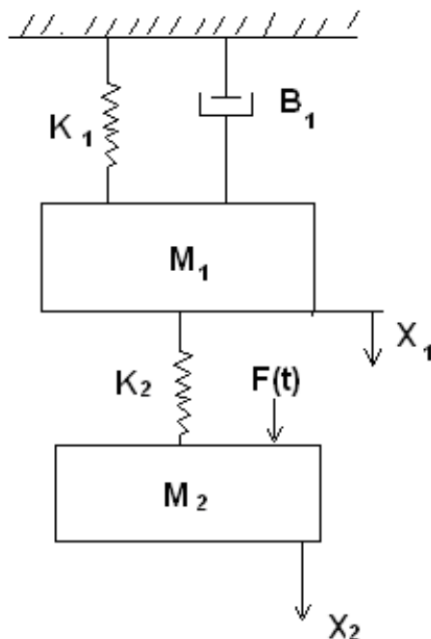 K₁
B₁
M₁
X₁
K₂
F(t)
M₂
X₂